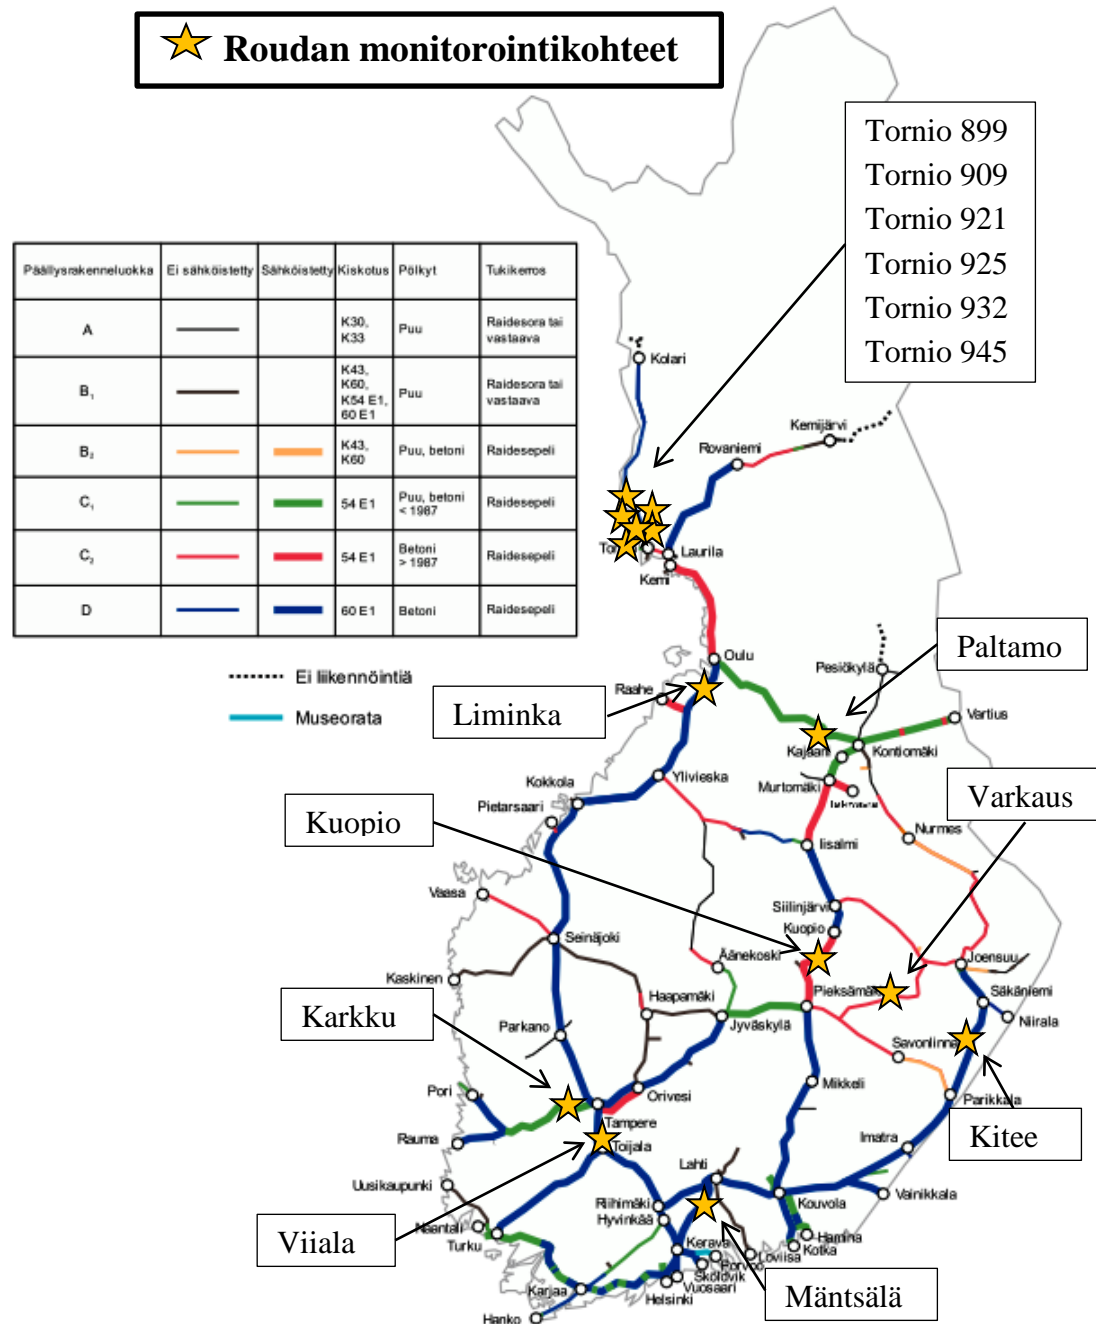 Roudan monitorointikohteet
Tornio 899
Tornio 909
Tornio 921
Tornio 925
Tornio 932
Tornio 945
Päällysrakenneluokka Ei sähköistetty Sähköistetty Kiskotus Pölkyt Tukikerros
A K30, K33 Puu Raidesora tai vastaava
B₁ K43, K60, K54 E1, 60 E1 Puu Raidesora tai vastaava
B₂ K43, K60 Puu, betoni Raidesepeli
C₁ 54 E1 Puu, betoni < 1987 Raidesepeli
C₂ 54 E1 Betoni > 1987 Raidesepeli
D 60 E1 Betoni Raidesepeli
Ei liikennöintiä
Museorata
Kolari
Kemijärvi
Rovaniemi
Laurila
Kemi
Oulu
Pesiökylä
Paltamo
Raahe
Liminka
Vartius
Kajaani
Kontiomäki
Ylivieska
Murtomäki
Kokkola
Pietarsaari
Varkaus
Kuopio
Nurmes
Iisalmi
Vaasa
Siilinjärvi
Kuopio
Seinäjoki
Äänekoski
Joensuu
Kaskinen
Pieksämäki
Säkäniemi
Haapamäki
Niirala
Karkku
Parkano
Jyväskylä
Savonlinna
Mikkeli
Pori
Orivesi
Parikkala
Tampere
Kitee
Rauma
Toijala
Imatra
Lahti
Uusikaupunki
Vainikkala
Riihimäki
Kouvola
Hyvinkää
Naantali
Viiala
Turku
Hamina
Kotka
Kerava
Loviisa
Porvoo
Sköldvik
Vuosaari
Karjaa
Helsinki
Mäntsälä
Hanko